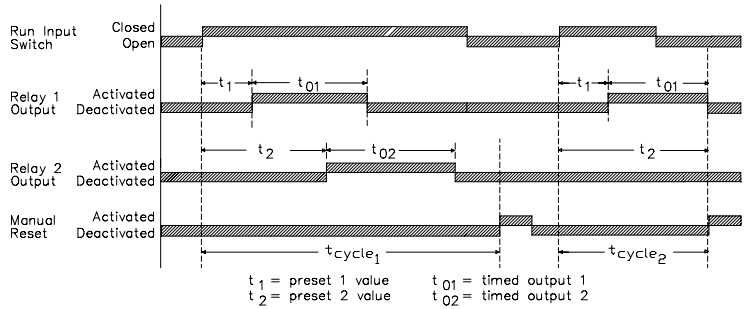 Run Input Switch Closed Open
t1 t01 t1 t01
Relay 1 Output Activated Deactivated
t2 t02 t2
Relay 2 Output Activated Deactivated
Manual Reset Activated Deactivated
tcycle1 tcycle2
t1 = preset 1 value t01 = timed output 1
t2 = preset 2 value t02 = timed output 2